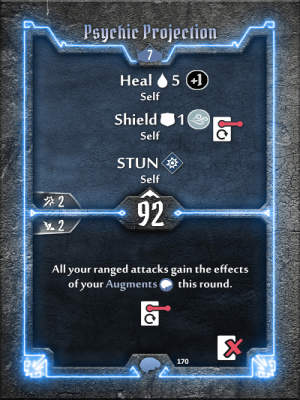 Psychic Projection
7
Heal 5 +1
Self
Shield 1
Self
STUN
Self
2
92
2
All your ranged attacks gain the effects
of your Augments this round.
170